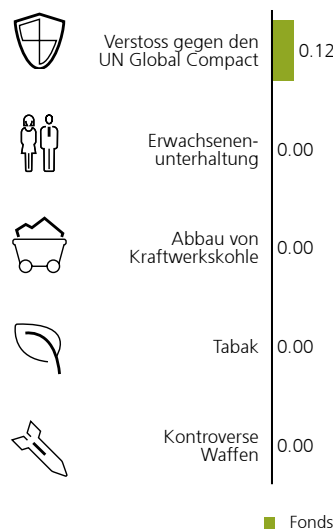 Verstoss gegen den
UN Global Compact
0.12
Erwachsenen-
unterhaltung
0.00
Abbau von
Kraftwerkskohle
0.00
Tabak
0.00
Kontroverse
Waffen
0.00
Fonds